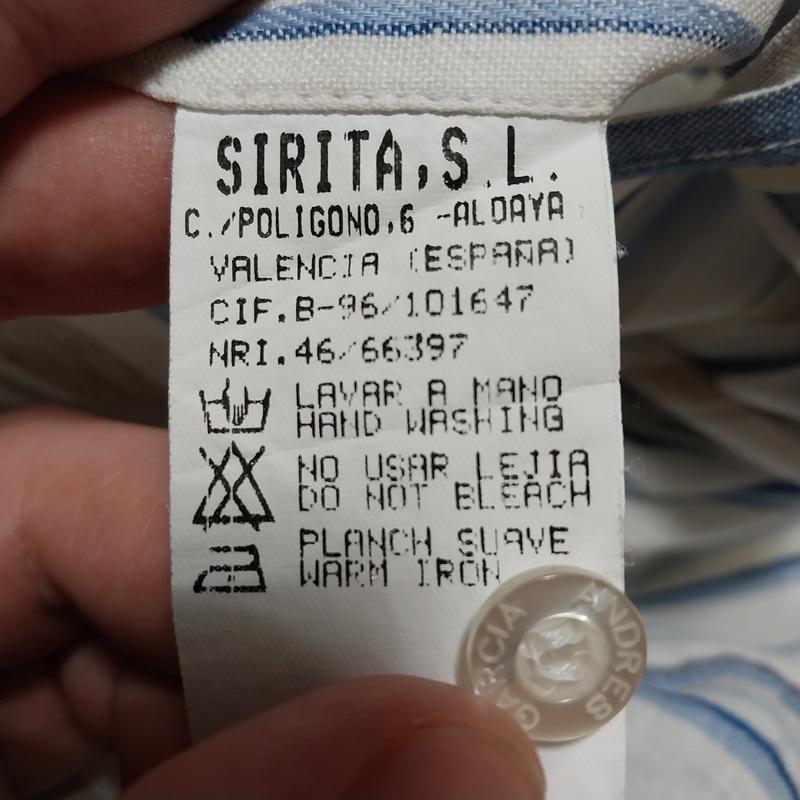 SIRITA,S.L.
C./POLIGONO,6 -ALDAYA
VALENCIA (ESPAÑA)
CIF.B-96/101647
NRI.46/66397
LAVAR A MANO
HAND WASHING
NO USAR LEJIA
DO NOT BLEACH
PLANCH SUAVE
WARM IRON
ANDRES
GARCIA